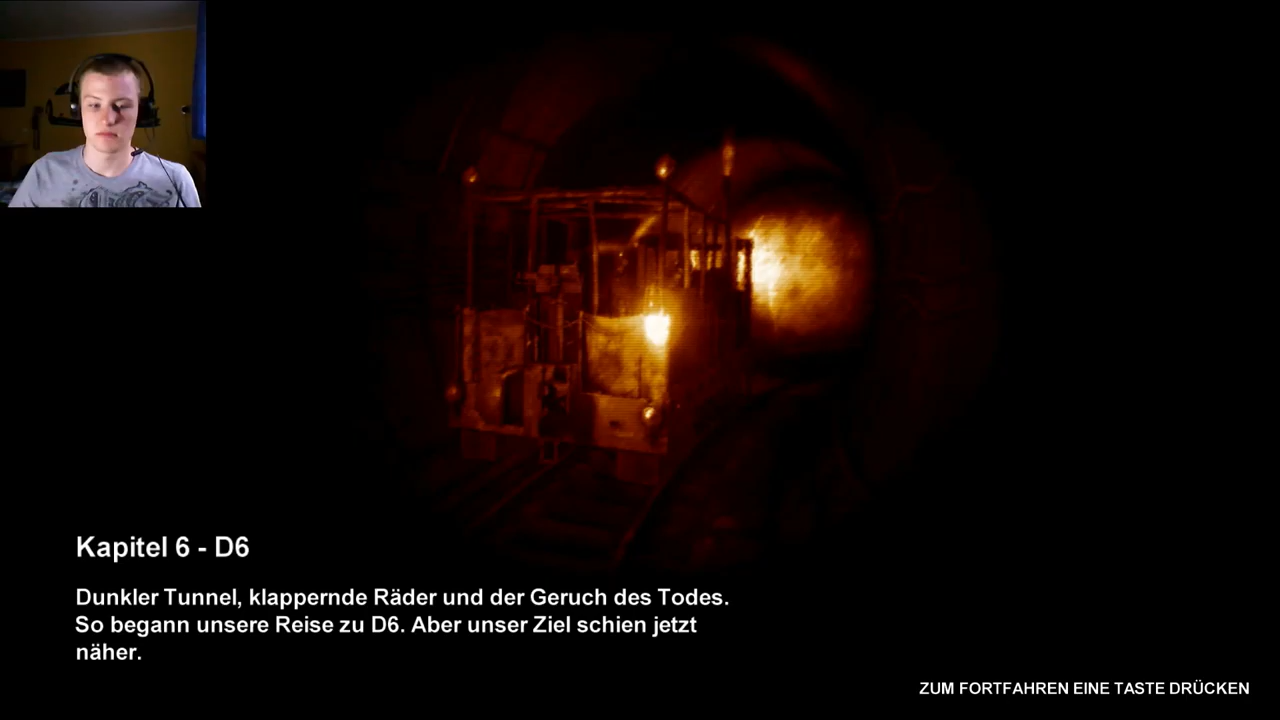 Kapitel 6 - D6
Dunkler Tunnel, klappernde Räder und der Geruch des Todes.
So begann unsere Reise zu D6. Aber unser Ziel schien jetzt
näher.
ZUM FORTFAHREN EINE TASTE DRÜCKEN